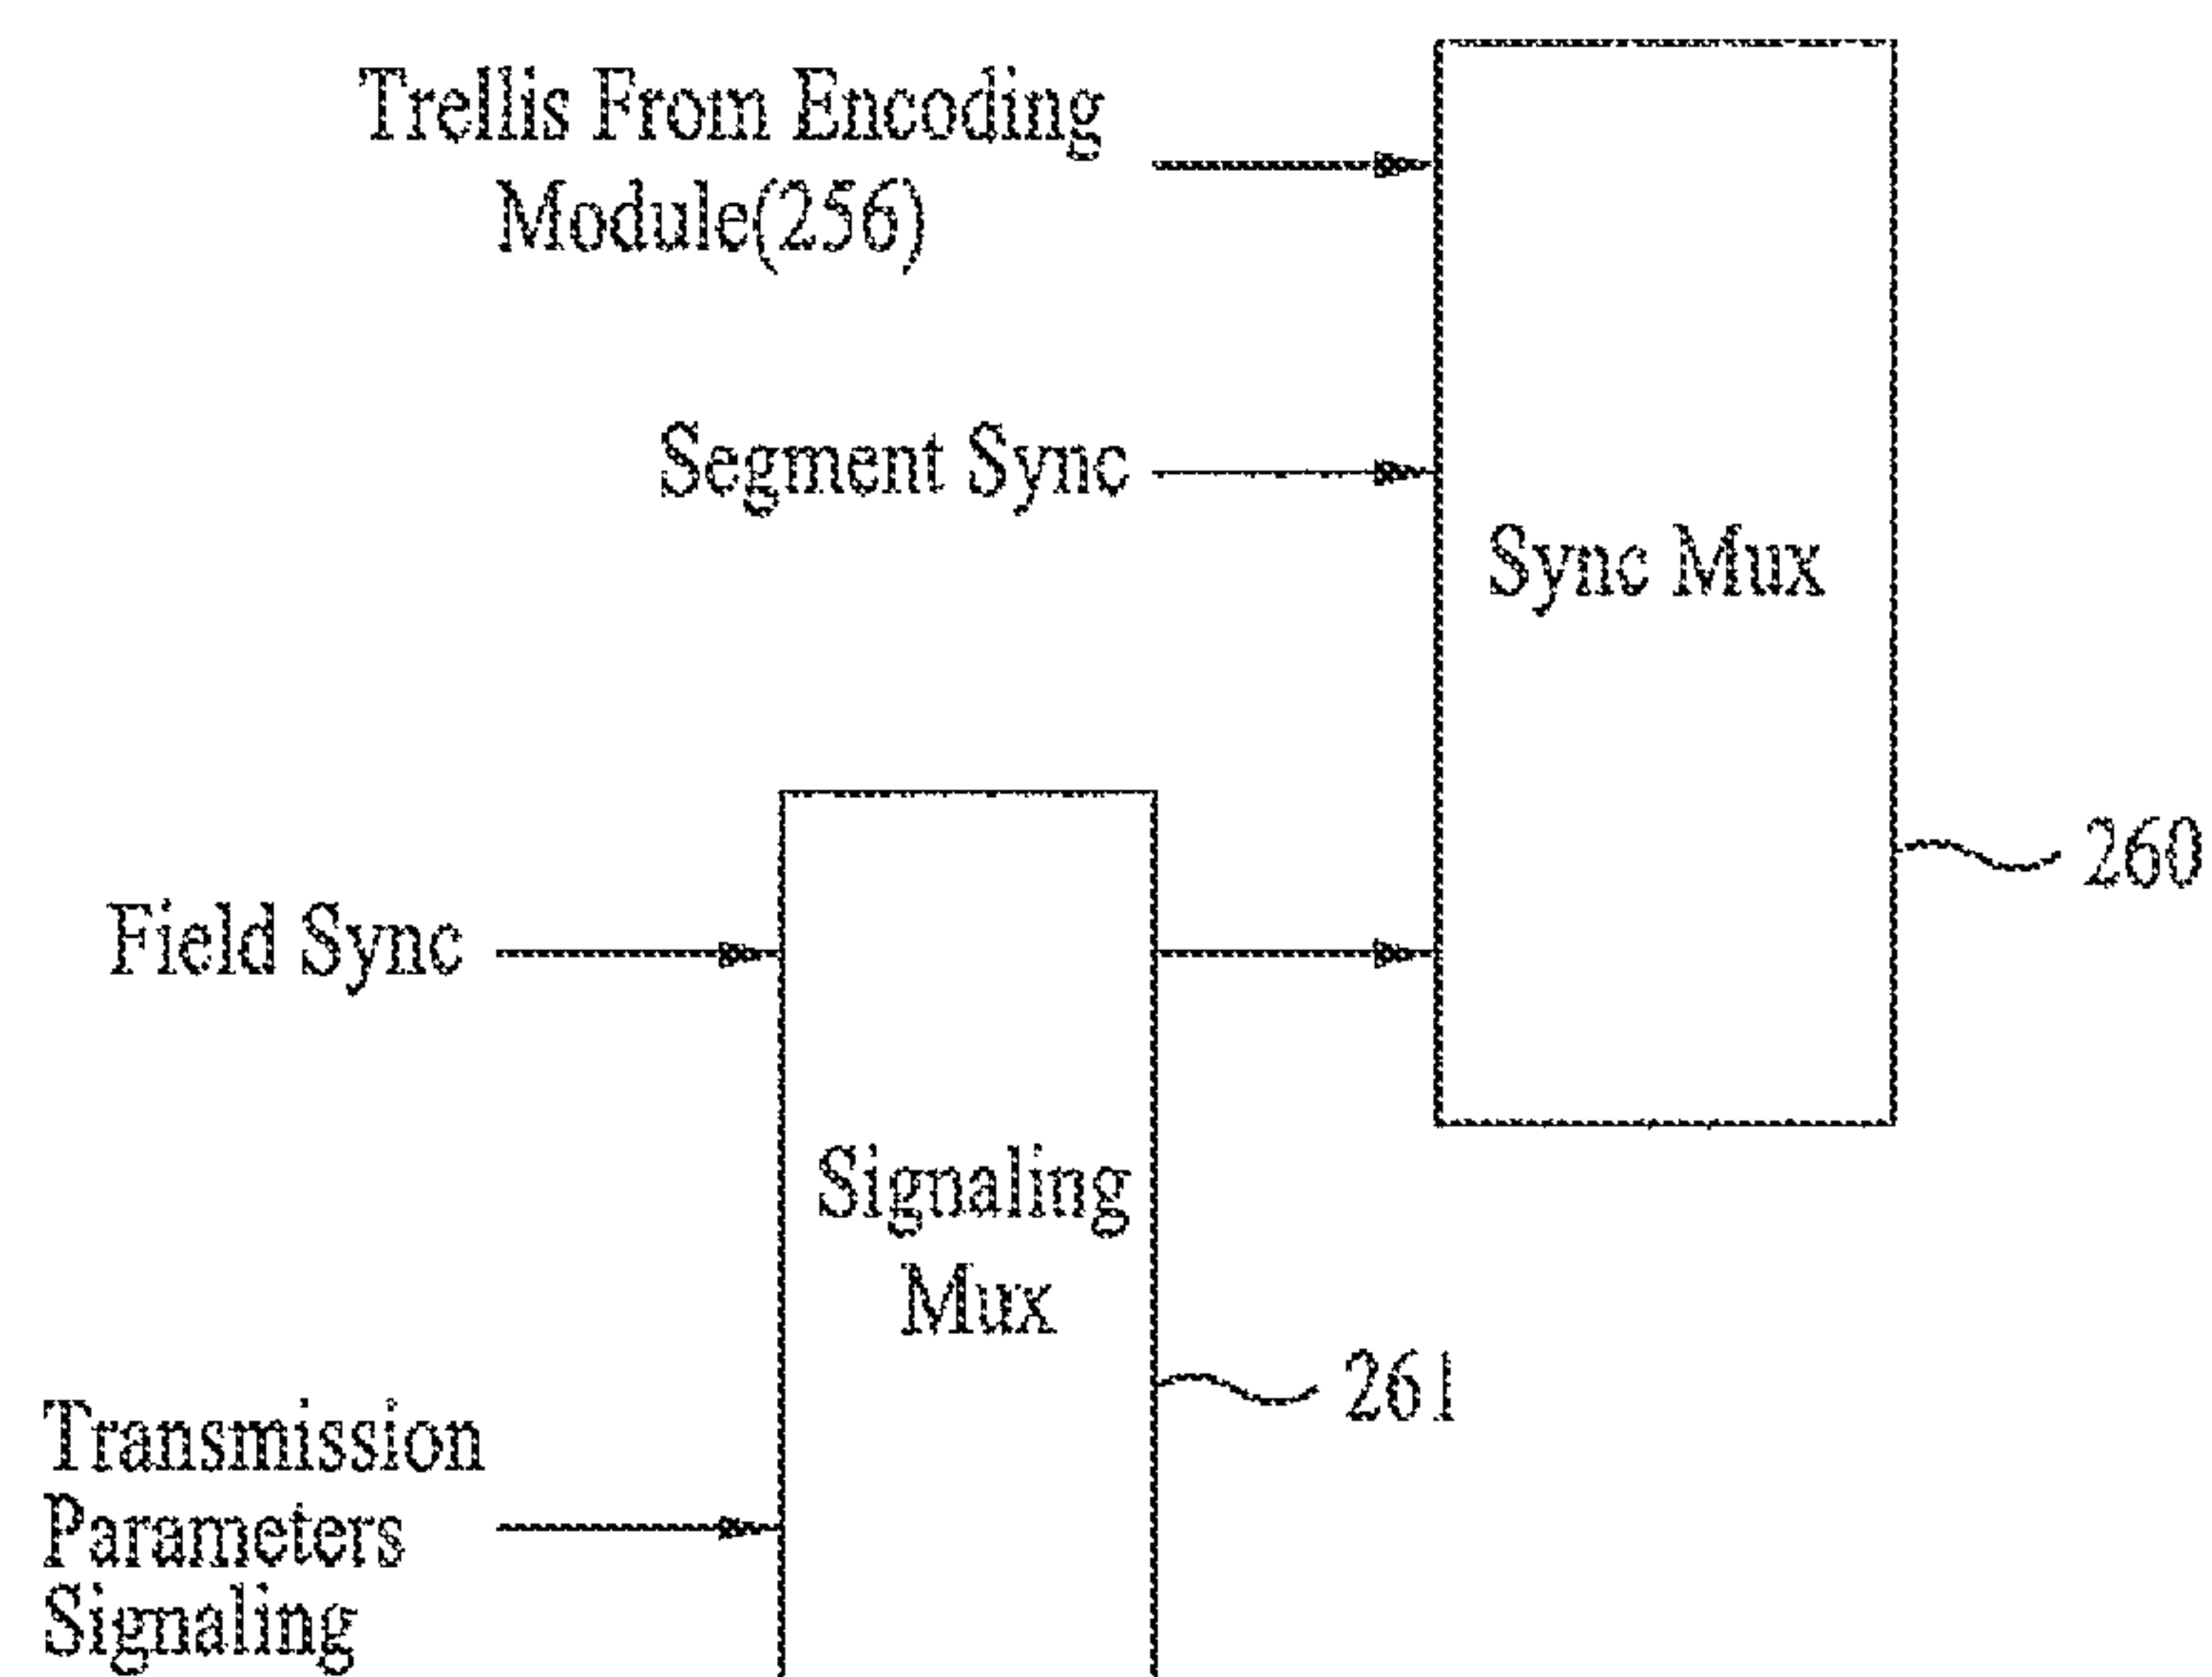 Trellis From Encoding
Module(256)
Segment Sync
Sync Mux
260
Field Sync
Signaling
Mux
261
Transmission
Parameters
Signaling